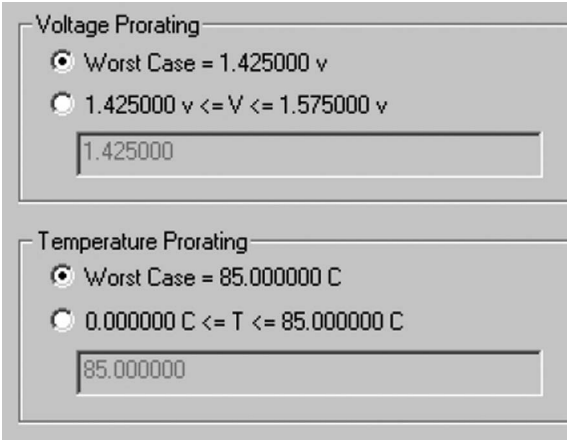 Voltage Prorating
Worst Case = 1.425000 v
1.425000 v <= V <= 1.575000 v
1.425000
Temperature Prorating
Worst Case = 85.000000 C
0.000000 C <= T <= 85.000000 C
85.000000